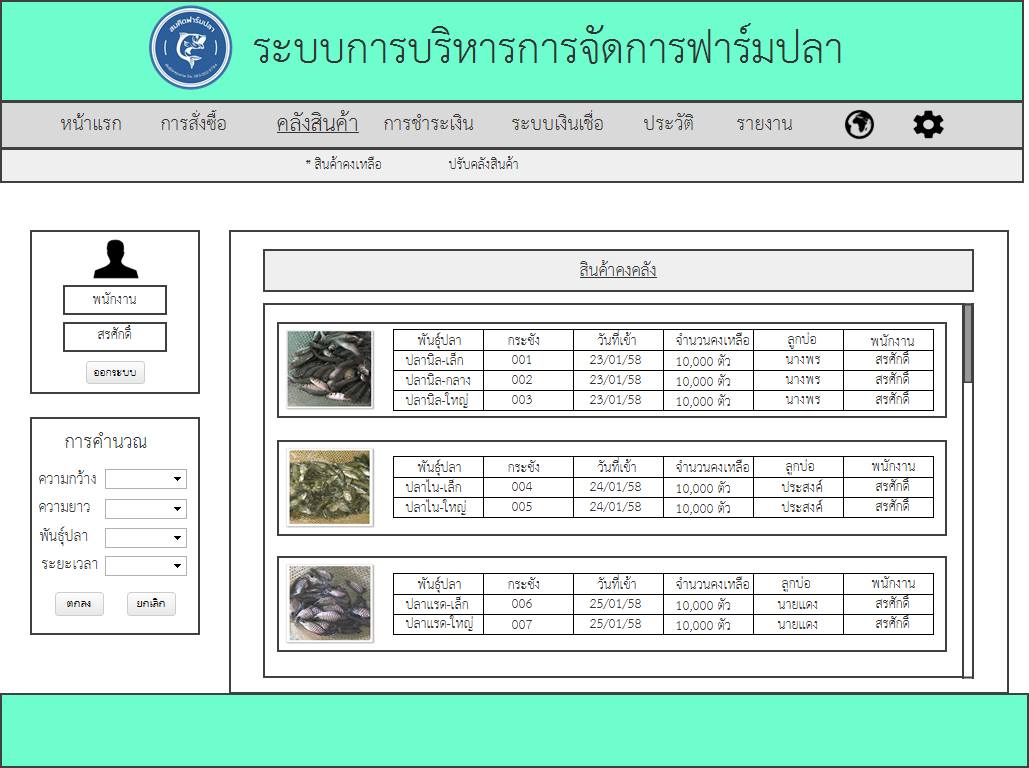 สมคิดฟาร์มปลา
ระบบการบริหารการจัดการฟาร์มปลา
หน้าแรก การสั่งซื้อ คลังสินค้า การชำระเงิน ระบบเงินเชื่อ ประวัติ รายงาน
* สินค้าคงเหลือ ปรับคลังสินค้า
พนักงาน
สรศักดิ์
ออกระบบ
การคำนวณ
ความกว้าง
ความยาว
พันธุ์ปลา
ระยะเวลา
ตกลง ยกเลิก
สินค้าคงคลัง
พันธุ์ปลา กระชัง วันที่เข้า จำนวนคงเหลือ ลูกบ่อ พนักงาน
ปลานิล-เล็ก 001 23/01/58 10,000 ตัว นางพร สรศักดิ์
ปลานิล-กลาง 002 23/01/58 10,000 ตัว นางพร สรศักดิ์
ปลานิล-ใหญ่ 003 23/01/58 10,000 ตัว นางพร สรศักดิ์
พันธุ์ปลา กระชัง วันที่เข้า จำนวนคงเหลือ ลูกบ่อ พนักงาน
ปลาไน-เล็ก 004 24/01/58 10,000 ตัว ประสงค์ สรศักดิ์
ปลาไน-ใหญ่ 005 24/01/58 10,000 ตัว ประสงค์ สรศักดิ์
พันธุ์ปลา กระชัง วันที่เข้า จำนวนคงเหลือ ลูกบ่อ พนักงาน
ปลาแรด-เล็ก 006 25/01/58 10,000 ตัว นายแดง สรศักดิ์
ปลาแรด-ใหญ่ 007 25/01/58 10,000 ตัว นายแดง สรศักดิ์